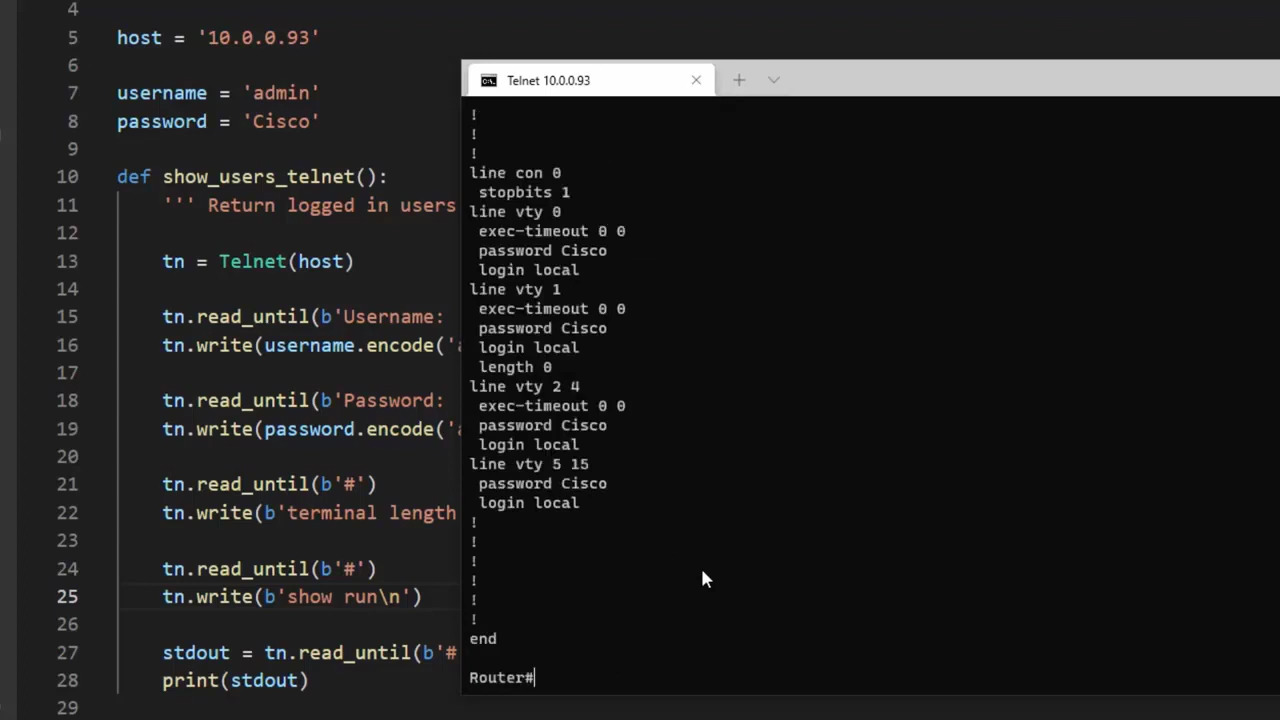 4
5 host = '10.0.0.93'
6
7 username = 'admin'
8 password = 'Cisco'
9
10 def show_users_telnet():
11 ''' Return logged in users
12
13 tn = Telnet(host)
14
15 tn.read_until(b'Username:
16 tn.write(username.encode('a
17
18 tn.read_until(b'Password:
19 tn.write(password.encode('a
20
21 tn.read_until(b'#')
22 tn.write(b'terminal length
23
24 tn.read_until(b'#')
25 tn.write(b'show run\n')
26
27 stdout = tn.read_until(b'#
28 print(stdout)
29
Telnet 10.0.0.93
!
!
!
line con 0
stopbits 1
line vty 0
exec-timeout 0 0
password Cisco
login local
line vty 1
exec-timeout 0 0
password Cisco
login local
length 0
line vty 2 4
exec-timeout 0 0
password Cisco
login local
line vty 5 15
password Cisco
login local
!
!
!
!
!
!
end
Router#